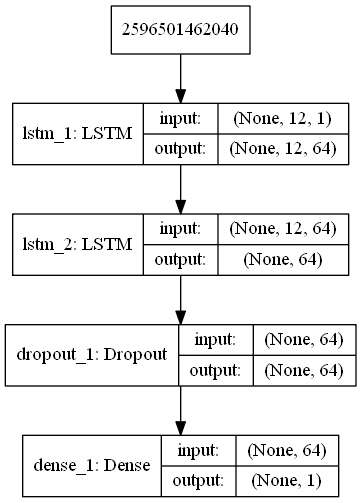 2596501462040
lstm_1: LSTM
input: (None, 12, 1)
output: (None, 12, 64)
lstm_2: LSTM
input: (None, 12, 64)
output: (None, 64)
dropout_1: Dropout
input: (None, 64)
output: (None, 64)
dense_1: Dense
input: (None, 64)
output: (None, 1)